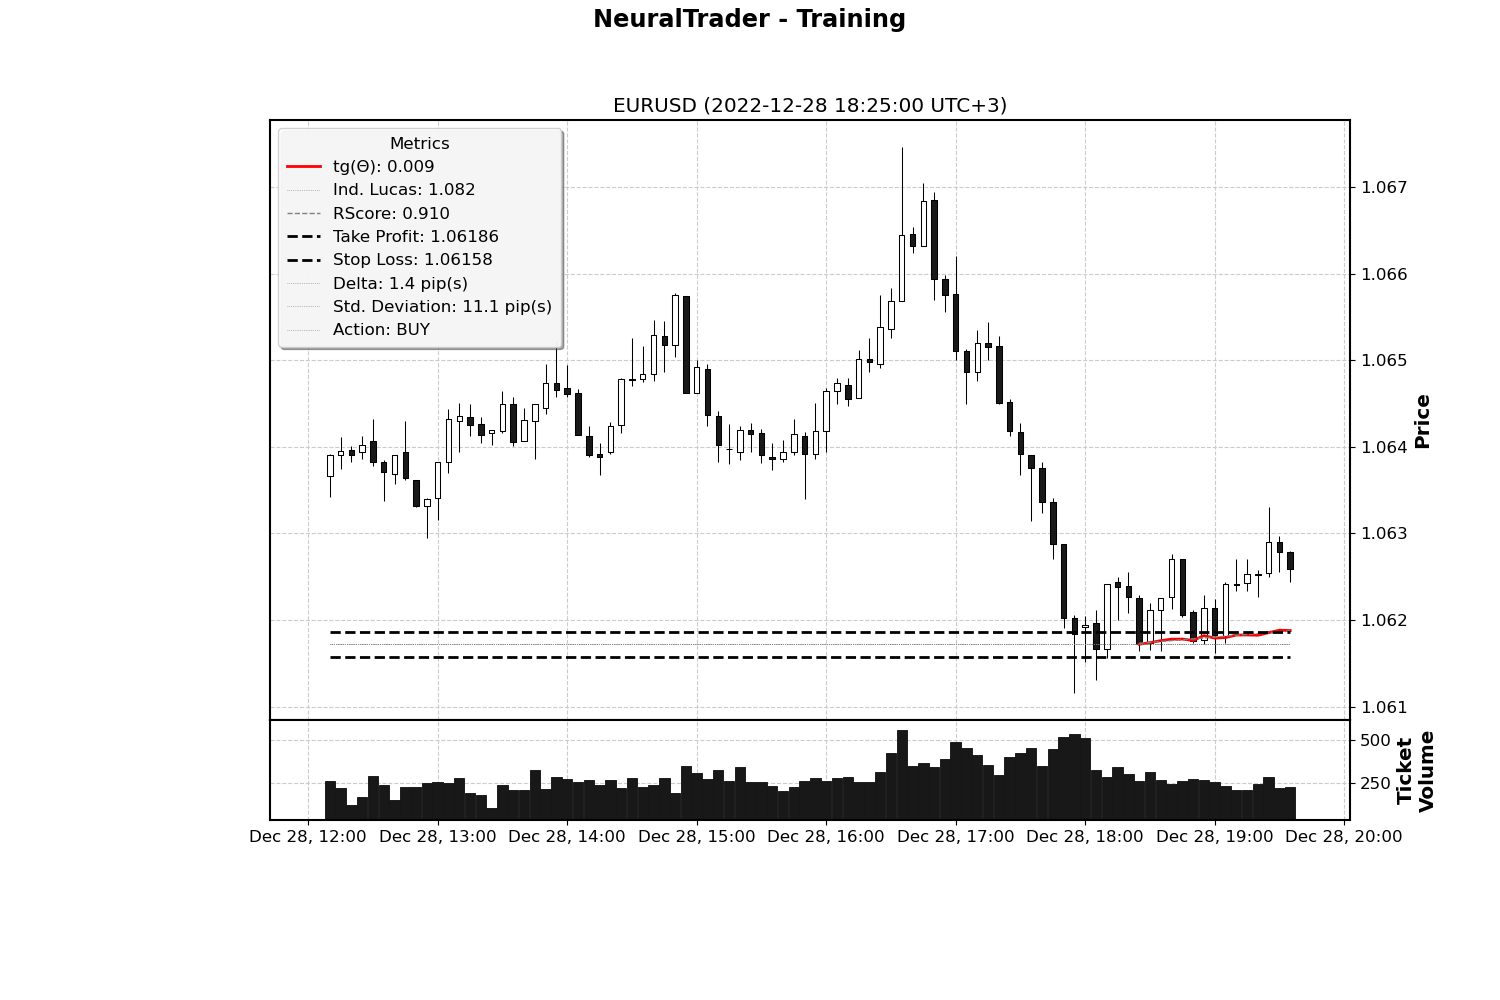 NeuralTrader - Training
EURUSD (2022-12-28 18:25:00 UTC+3)
Metrics
tg(Θ): 0.009
Ind. Lucas: 1.082
RScore: 0.910
Take Profit: 1.06186
Stop Loss: 1.06158
Delta: 1.4 pip(s)
Std. Deviation: 11.1 pip(s)
Action: BUY
1.067
1.066
1.065
1.064
1.063
1.062
1.061
Price
500
250
Ticket
Volume
Dec 28, 12:00
Dec 28, 13:00
Dec 28, 14:00
Dec 28, 15:00
Dec 28, 16:00
Dec 28, 17:00
Dec 28, 18:00
Dec 28, 19:00
Dec 28, 20:00